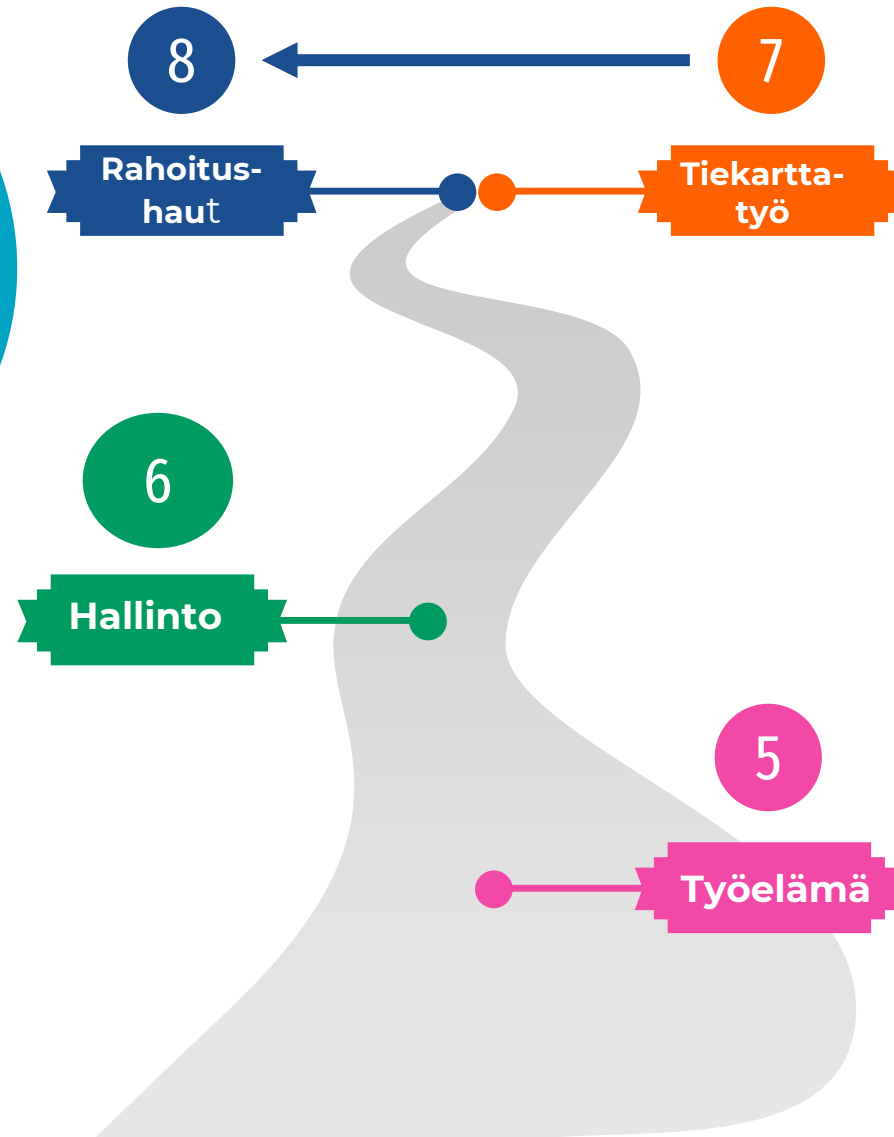 8
7
Rahoitus-
haut
Tiekartta-
työ
6
Hallinto
5
Työelämä